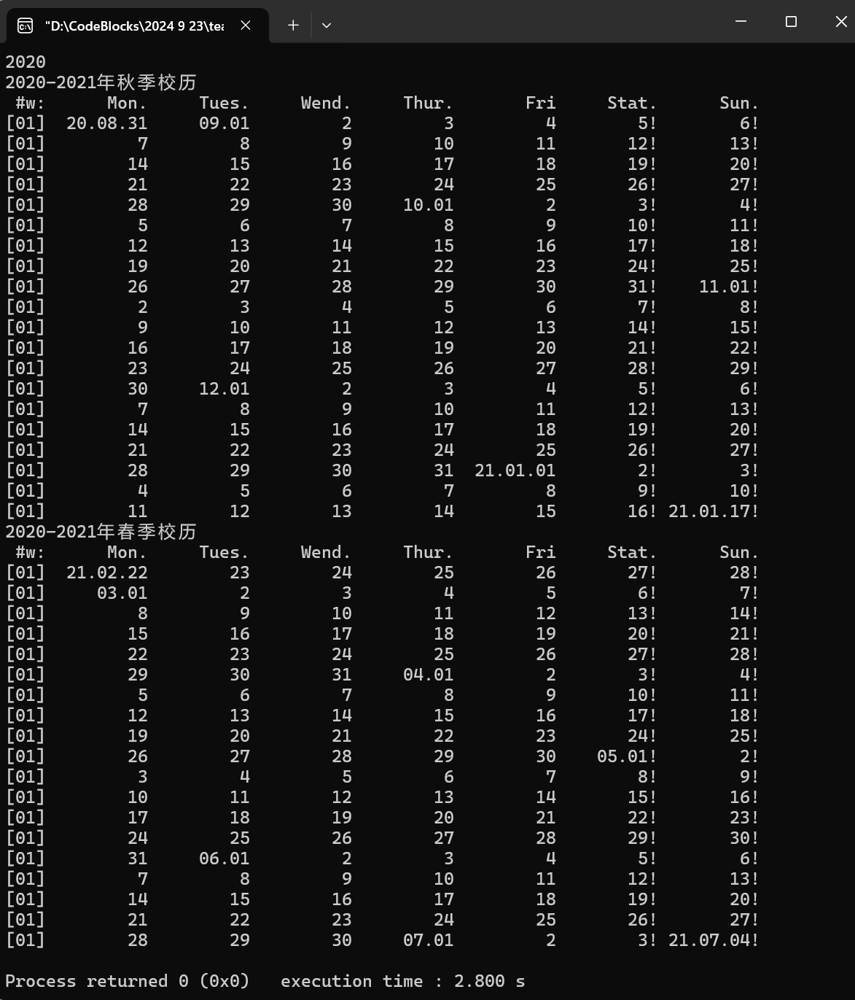 "D:\CodeBlocks\2024 9 23\tea
2020
2020-2021年秋季校历
#w: Mon. Tues. Wend. Thur. Fri Stat. Sun.
[01] 20.08.31 09.01 2 3 4 5! 6!
[01] 7 8 9 10 11 12! 13!
[01] 14 15 16 17 18 19! 20!
[01] 21 22 23 24 25 26! 27!
[01] 28 29 30 10.01 2 3! 4!
[01] 5 6 7 8 9 10! 11!
[01] 12 13 14 15 16 17! 18!
[01] 19 20 21 22 23 24! 25!
[01] 26 27 28 29 30 31! 11.01!
[01] 2 3 4 5 6 7! 8!
[01] 9 10 11 12 13 14! 15!
[01] 16 17 18 19 20 21! 22!
[01] 23 24 25 26 27 28! 29!
[01] 30 12.01 2 3 4 5! 6!
[01] 7 8 9 10 11 12! 13!
[01] 14 15 16 17 18 19! 20!
[01] 21 22 23 24 25 26! 27!
[01] 28 29 30 31 21.01.01 2! 3!
[01] 4 5 6 7 8 9! 10!
[01] 11 12 13 14 15 16! 21.01.17!
2020-2021年春季校历
#w: Mon. Tues. Wend. Thur. Fri Stat. Sun.
[01] 21.02.22 23 24 25 26 27! 28!
[01] 03.01 2 3 4 5 6! 7!
[01] 8 9 10 11 12 13! 14!
[01] 15 16 17 18 19 20! 21!
[01] 22 23 24 25 26 27! 28!
[01] 29 30 31 04.01 2 3! 4!
[01] 5 6 7 8 9 10! 11!
[01] 12 13 14 15 16 17! 18!
[01] 19 20 21 22 23 24! 25!
[01] 26 27 28 29 30 05.01! 2!
[01] 3 4 5 6 7 8! 9!
[01] 10 11 12 13 14 15! 16!
[01] 17 18 19 20 21 22! 23!
[01] 24 25 26 27 28 29! 30!
[01] 31 06.01 2 3 4 5! 6!
[01] 7 8 9 10 11 12! 13!
[01] 14 15 16 17 18 19! 20!
[01] 21 22 23 24 25 26! 27!
[01] 28 29 30 07.01 2 3! 21.07.04!
Process returned 0 (0x0) execution time : 2.800 s